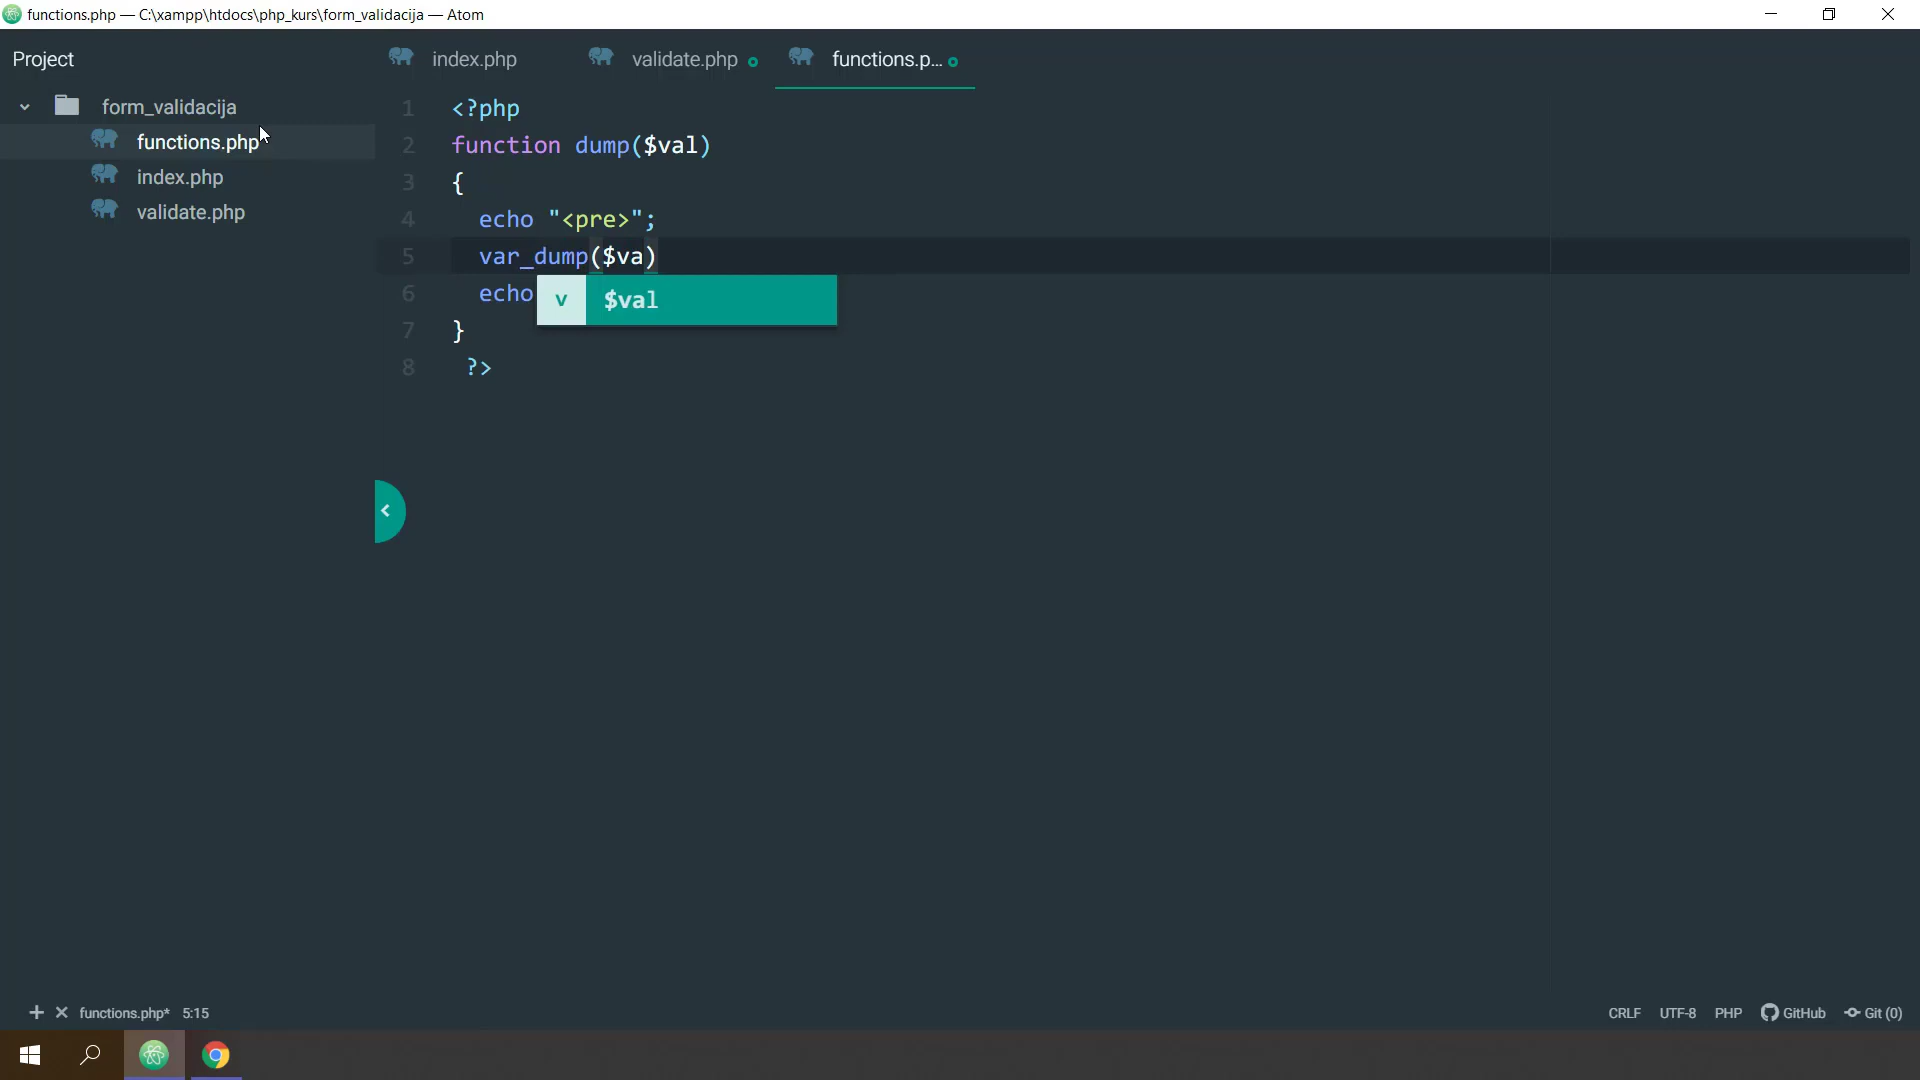 functions.php — C:\xampp\htdocs\php_kurs\form_validacija — Atom
Project
index.php
validate.php
functions.p...
form_validacija
functions.php
index.php
validate.php
1 <?php
2 function dump($val)
3 {
4 echo "<pre>";
5 var_dump($va)
6 echo
v $val
7 }
8 ?>
functions.php* 5:15
CRLF UTF-8 PHP GitHub Git (0)